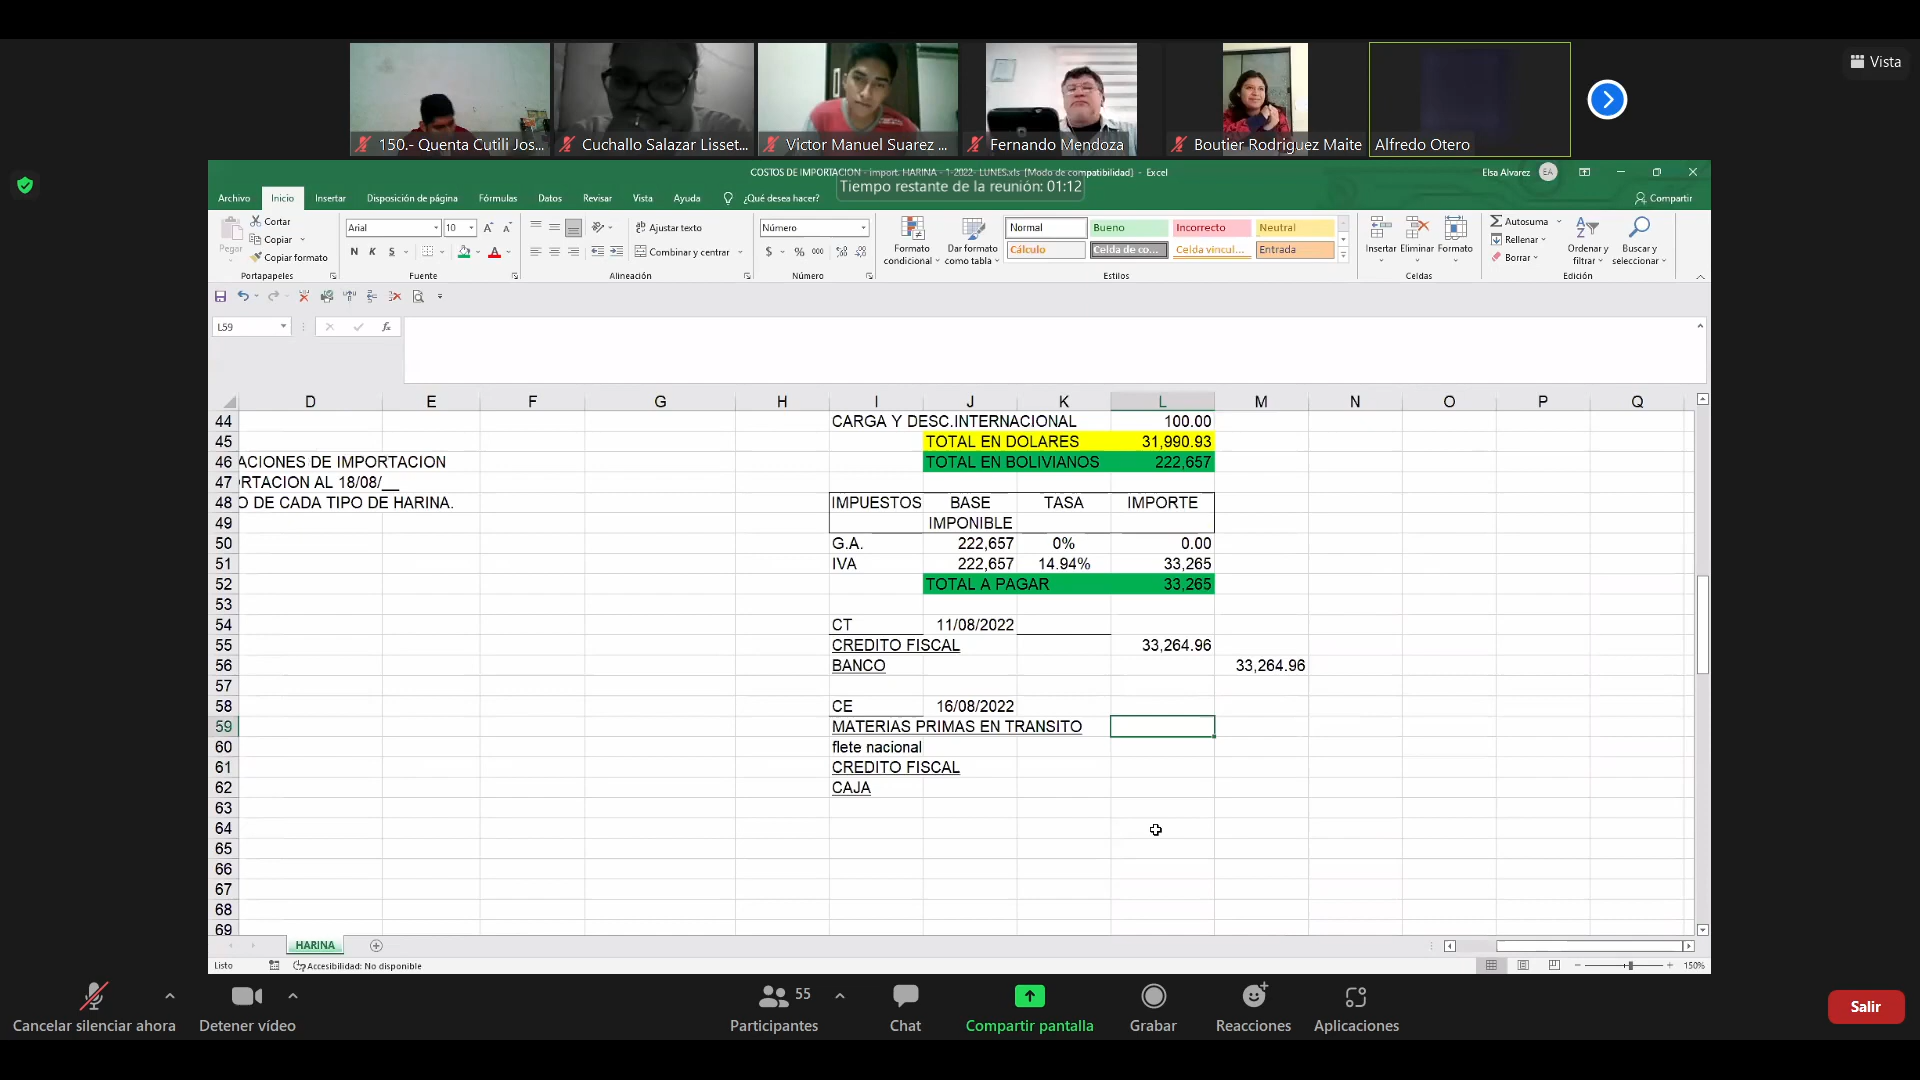 Vista
150.- Quenta Cutili Jos...
Cuchallo Salazar Lisset...
Victor Manuel Suarez ...
Fernando Mendoza
Boutier Rodriguez Maite
Alfredo Otero
COSTOS DE IMPORTACION - import. HARINA - 1-2022- LUNES.xls [Modo de compatibilidad] - Excel
Elsa Alvarez EA
Tiempo restante de la reunión: 01:12
Archivo Inicio Insertar Disposición de página Fórmulas Datos Revisar Vista Ayuda ¿Qué desea hacer? Compartir
Pegar
Cortar
Copiar
Copiar formato
Portapapeles
Arial 10
N K S
Fuente
Ajustar texto
Combinar y centrar
Alineación
Número
$ % 000
Número
Formato condicional
Dar formato como tabla
Normal Bueno Incorrecto Neutral
Cálculo Celda de co... Celda vincul... Entrada
Estilos
Insertar Eliminar Formato
Celdas
Autosuma
Rellenar
Borrar
Ordenar y filtrar
Buscar y seleccionar
Edición
L59 fx
D E F G H I J K L M N O P Q
44 CARGA Y DESC.INTERNACIONAL 100.00
45 TOTAL EN DOLARES 31,990.93
46 ACIONES DE IMPORTACION TOTAL EN BOLIVIANOS 222,657
47 RTACION AL 18/08/__
48 O DE CADA TIPO DE HARINA. IMPUESTOS BASE TASA IMPORTE
49 IMPONIBLE
50 G.A. 222,657 0% 0.00
51 IVA 222,657 14.94% 33,265
52 TOTAL A PAGAR 33,265
53
54 CT 11/08/2022
55 CREDITO FISCAL 33,264.96
56 BANCO 33,264.96
57
58 CE 16/08/2022
59 MATERIAS PRIMAS EN TRANSITO
60 flete nacional
61 CREDITO FISCAL
62 CAJA
63
64
65
66
67
68
69
HARINA
Listo Accesibilidad: No disponible 150%
Cancelar silenciar ahora
Detener vídeo
55
Participantes
Chat
Compartir pantalla
Grabar
Reacciones
Aplicaciones
Salir